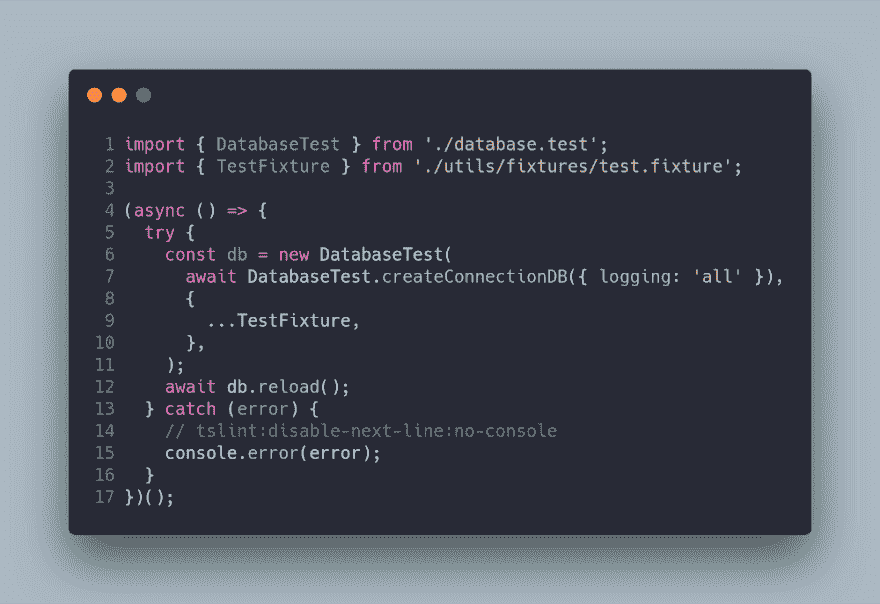 1 import { DatabaseTest } from './database.test';
2 import { TestFixture } from './utils/fixtures/test.fixture';
3
4 (async () => {
5   try {
6     const db = new DatabaseTest(
7       await DatabaseTest.createConnectionDB({ logging: 'all' }),
8       {
9         ...TestFixture,
10       },
11     );
12     await db.reload();
13   } catch (error) {
14     // tslint:disable-next-line:no-console
15     console.error(error);
16   }
17 })();